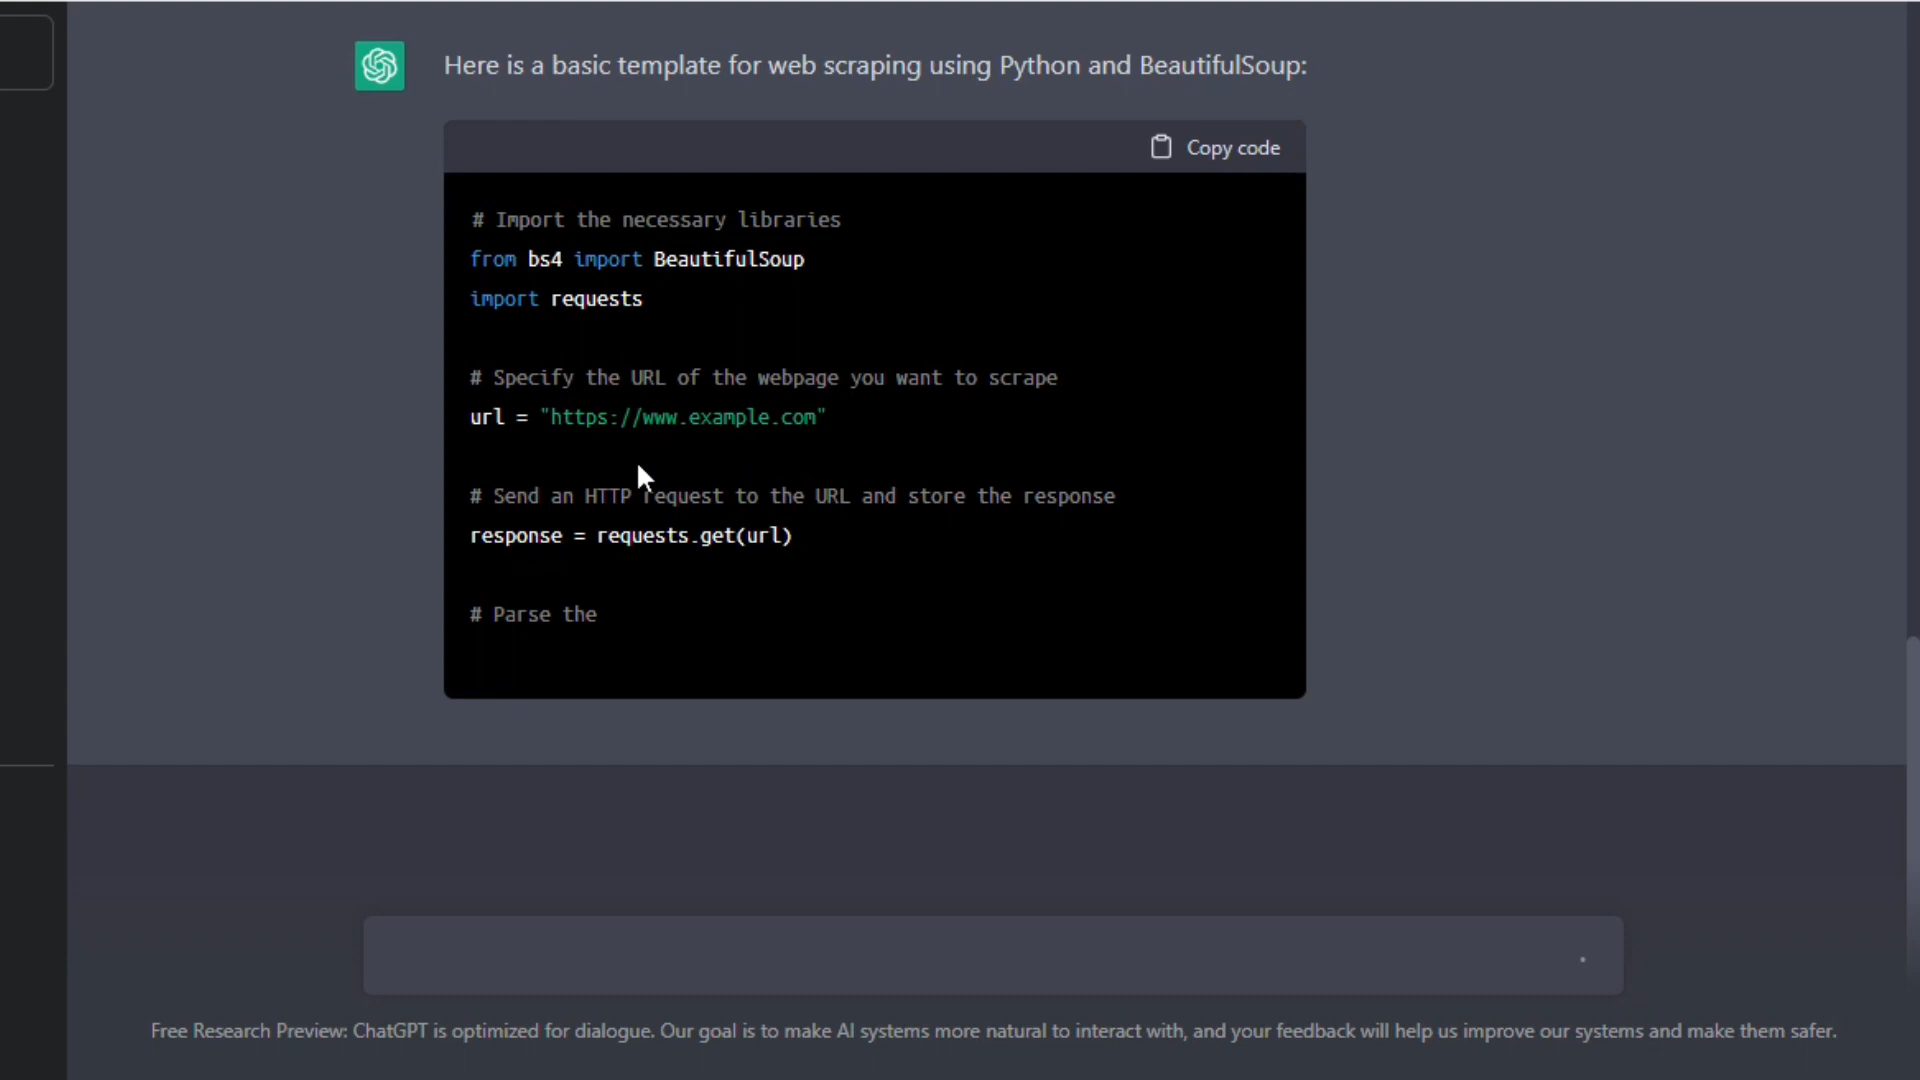 Here is a basic template for web scraping using Python and BeautifulSoup:
Copy code
# Import the necessary libraries
from bs4 import BeautifulSoup
import requests
# Specify the URL of the webpage you want to scrape
url = "https://www.example.com"
# Send an HTTP request to the URL and store the response
response = requests.get(url)
# Parse the
Free Research Preview: ChatGPT is optimized for dialogue. Our goal is to make AI systems more natural to interact with, and your feedback will help us improve our systems and make them safer.